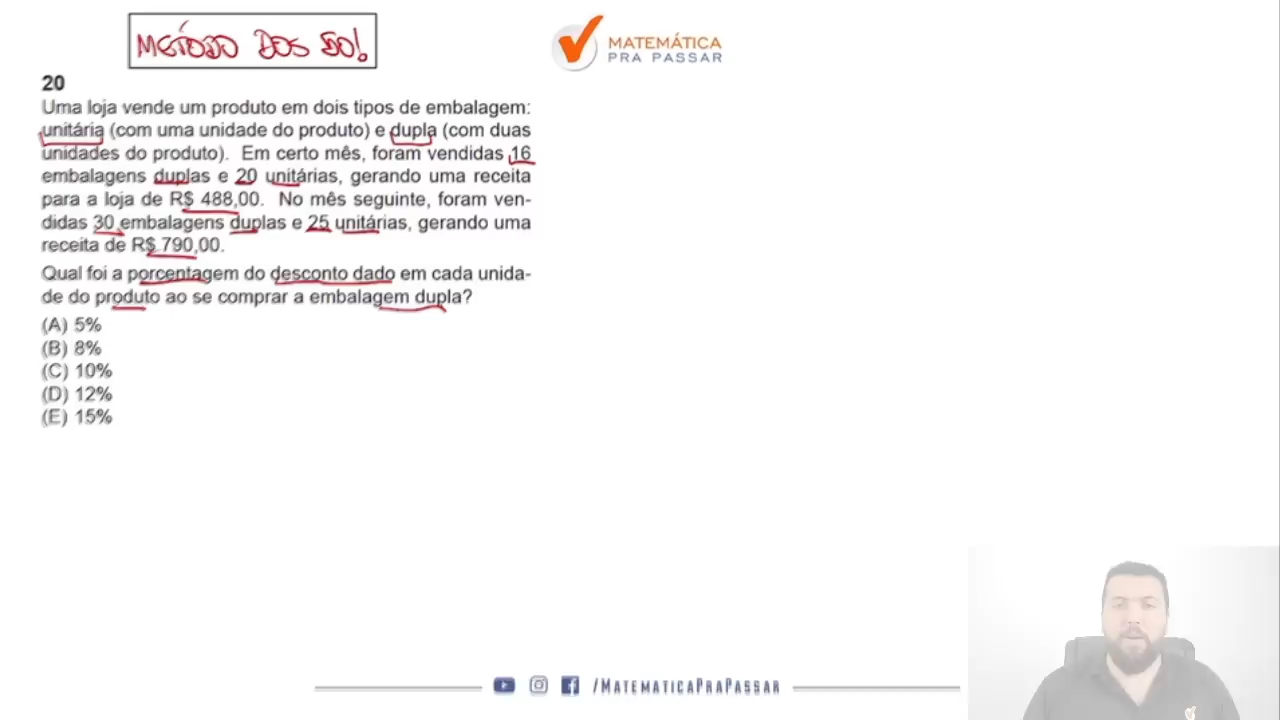 MÉTODO DOS 50!
MATEMÁTICA
PRA PASSAR
20
Uma loja vende um produto em dois tipos de embalagem:
unitária (com uma unidade do produto) e dupla (com duas
unidades do produto). Em certo mês, foram vendidas 16
embalagens duplas e 20 unitárias, gerando uma receita
para a loja de R$ 488,00. No mês seguinte, foram ven-
didas 30 embalagens duplas e 25 unitárias, gerando uma
receita de R$ 790,00.
Qual foi a porcentagem do desconto dado em cada unida-
de do produto ao se comprar a embalagem dupla?
(A) 5%
(B) 8%
(C) 10%
(D) 12%
(E) 15%
/MATEMATICAPRAPASSAR